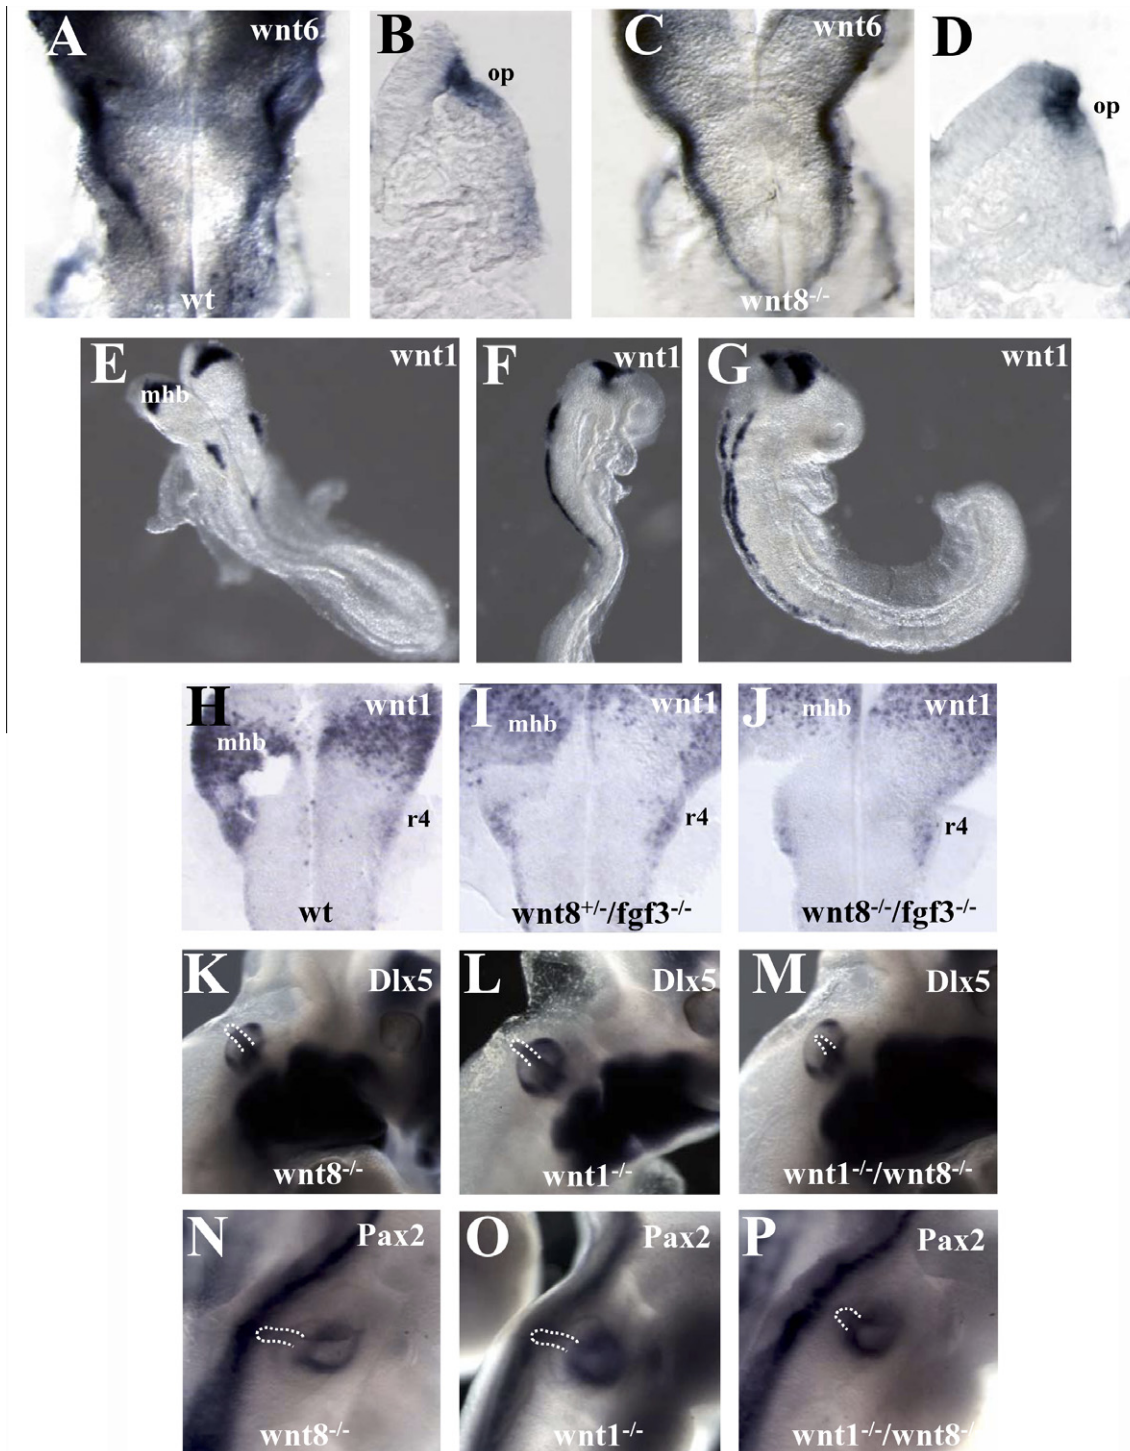 A wnt6 B op C wnt6 D op
wt wnt8-/-
E wnt1 mhb F wnt1 G wnt1
H wnt1 I wnt1 J wnt1
mhb mhb mhb
r4 r4 r4
wt wnt8+/-/fgf3-/- wnt8-/-/fgf3-/-
K Dlx5 L Dlx5 M Dlx5
wnt8-/- wnt1-/- wnt1-/-/wnt8-/-
N Pax2 O Pax2 P Pax2
wnt8-/- wnt1-/- wnt1-/-/wnt8-/